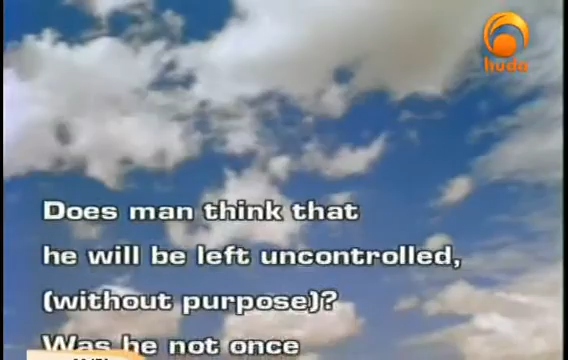 huda
Does man think that
he will be left uncontrolled,
(without purpose)?
Was he not once